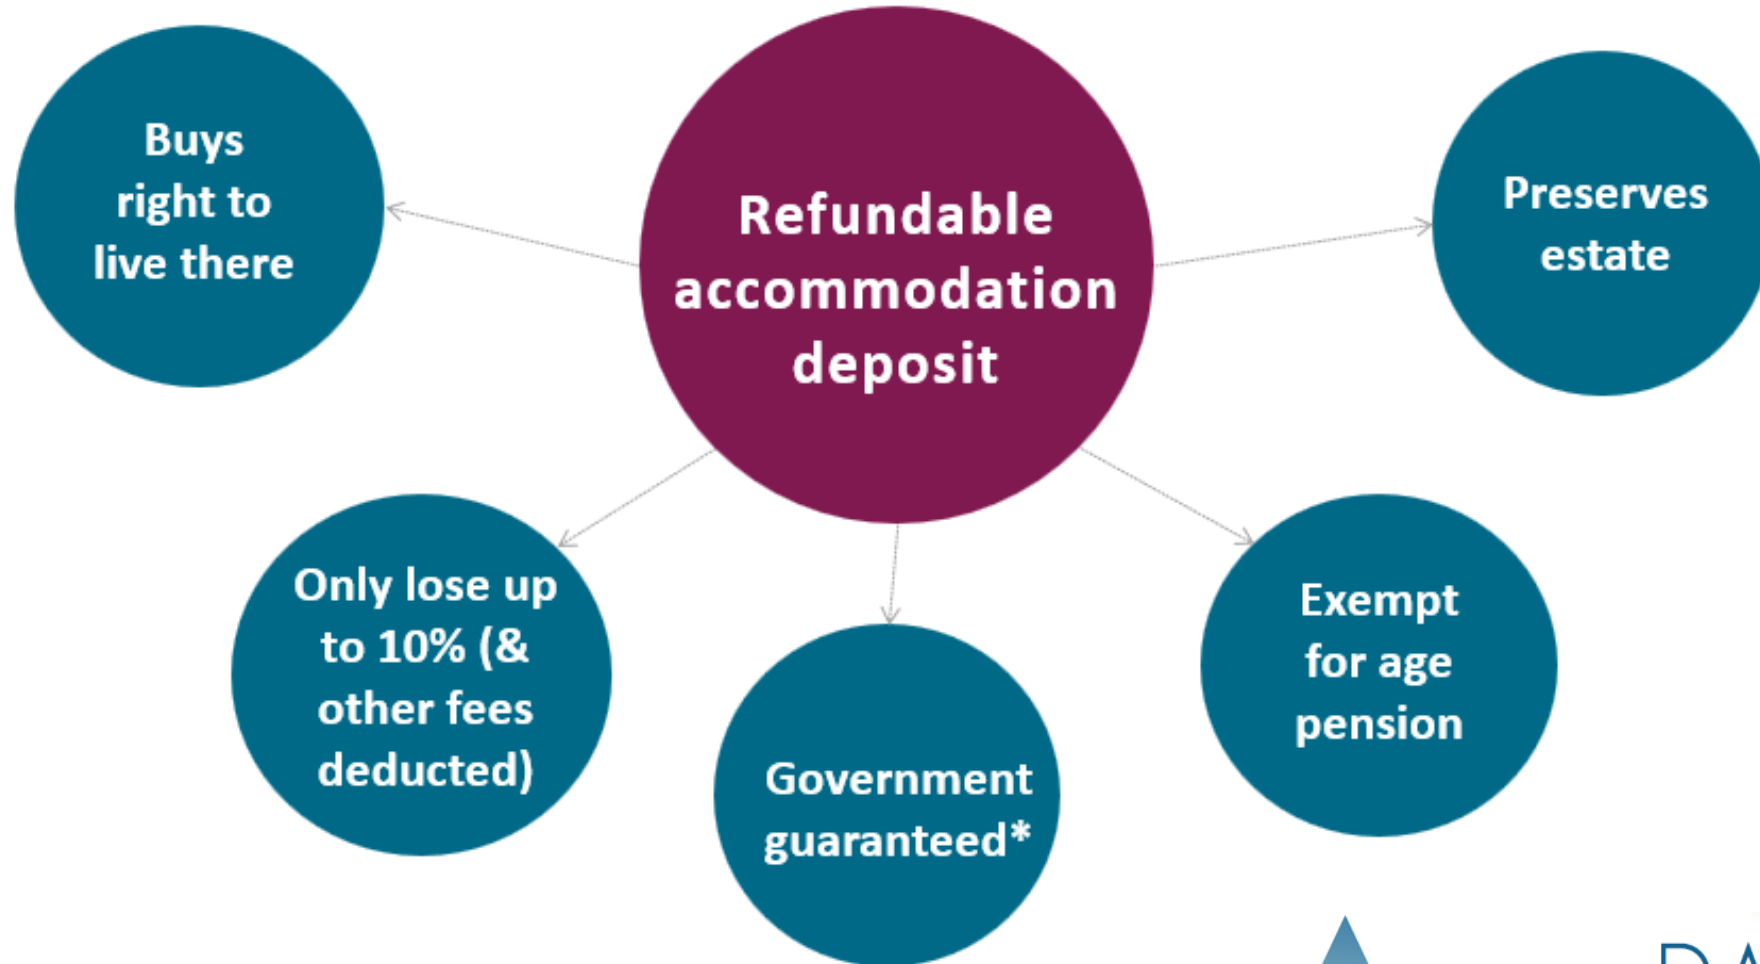 Refundable
accommodation
deposit
Buys
right to
live there
Only lose up
to 10% (&
other fees
deducted)
Government
guaranteed*
Exempt
for age
pension
Preserves
estate